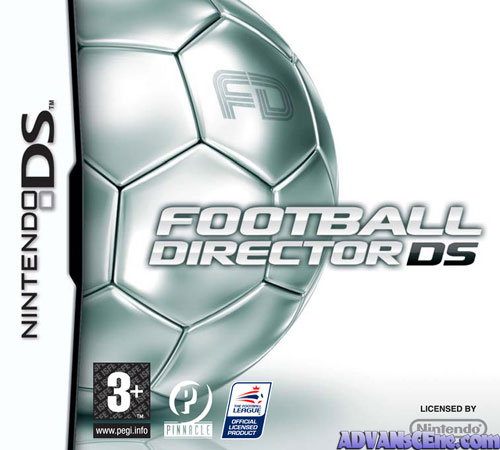 NINTENDO DS™
FD
FOOTBALL
DIRECTOR DS
3+
www.pegi.info
P
PINNACLE
THE FOOTBALL
LEAGUE
OFFICIAL
LICENSED
PRODUCT
LICENSED BY
Nintendo
ADVANsCENe.com